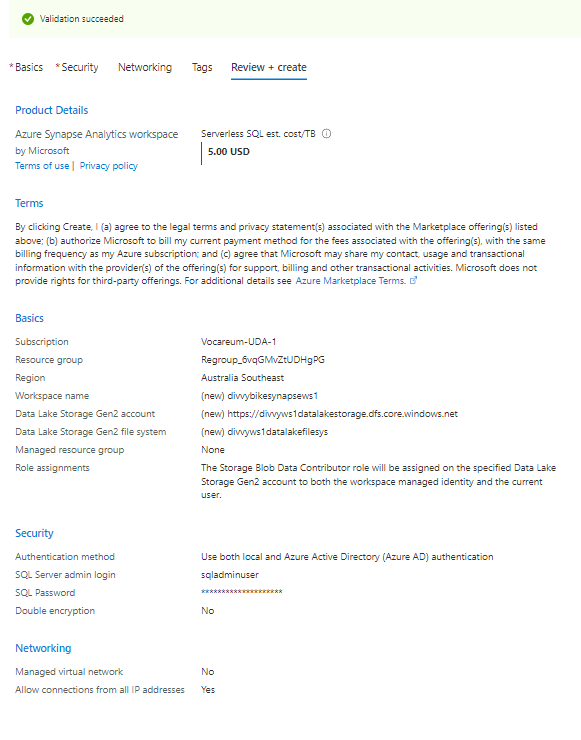 Validation succeeded
* Basics * Security Networking Tags Review + create
Product Details
Azure Synapse Analytics workspace
by Microsoft
Terms of use | Privacy policy
Serverless SQL est. cost/TB
5.00 USD
Terms
By clicking Create, I (a) agree to the legal terms and privacy statement(s) associated with the Marketplace offering(s) listed
above; (b) authorize Microsoft to bill my current payment method for the fees associated with the offering(s), with the same
billing frequency as my Azure subscription; and (c) agree that Microsoft may share my contact, usage and transactional
information with the provider(s) of the offering(s) for support, billing and other transactional activities. Microsoft does not
provide rights for third-party offerings. For additional details see Azure Marketplace Terms.
Basics
Subscription Vocareum-UDA-1
Resource group Regroup_6vqGMvZtUDHgPG
Region Australia Southeast
Workspace name (new) divvybikesynapsews1
Data Lake Storage Gen2 account (new) https://divvyws1datalakestorage.dfs.core.windows.net
Data Lake Storage Gen2 file system (new) divvyws1datalakefilesys
Managed resource group None
Role assignments The Storage Blob Data Contributor role will be assigned on the specified Data Lake
Storage Gen2 account to both the workspace managed identity and the current
user.
Security
Authentication method Use both local and Azure Active Directory (Azure AD) authentication
SQL Server admin login sqladminuser
SQL Password ********************
Double encryption No
Networking
Managed virtual network No
Allow connections from all IP addresses Yes